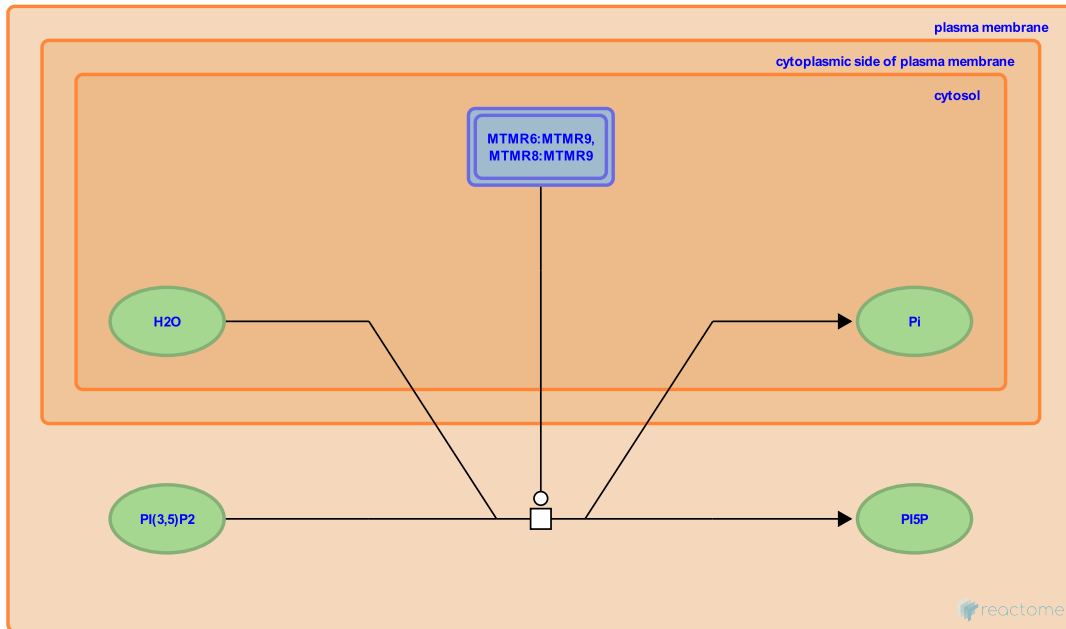 plasma membrane
cytoplasmic side of plasma membrane
cytosol
MTMR6:MTMR9,
MTMR8:MTMR9
H2O
Pi
PI(3,5)P2
PI5P
reactome